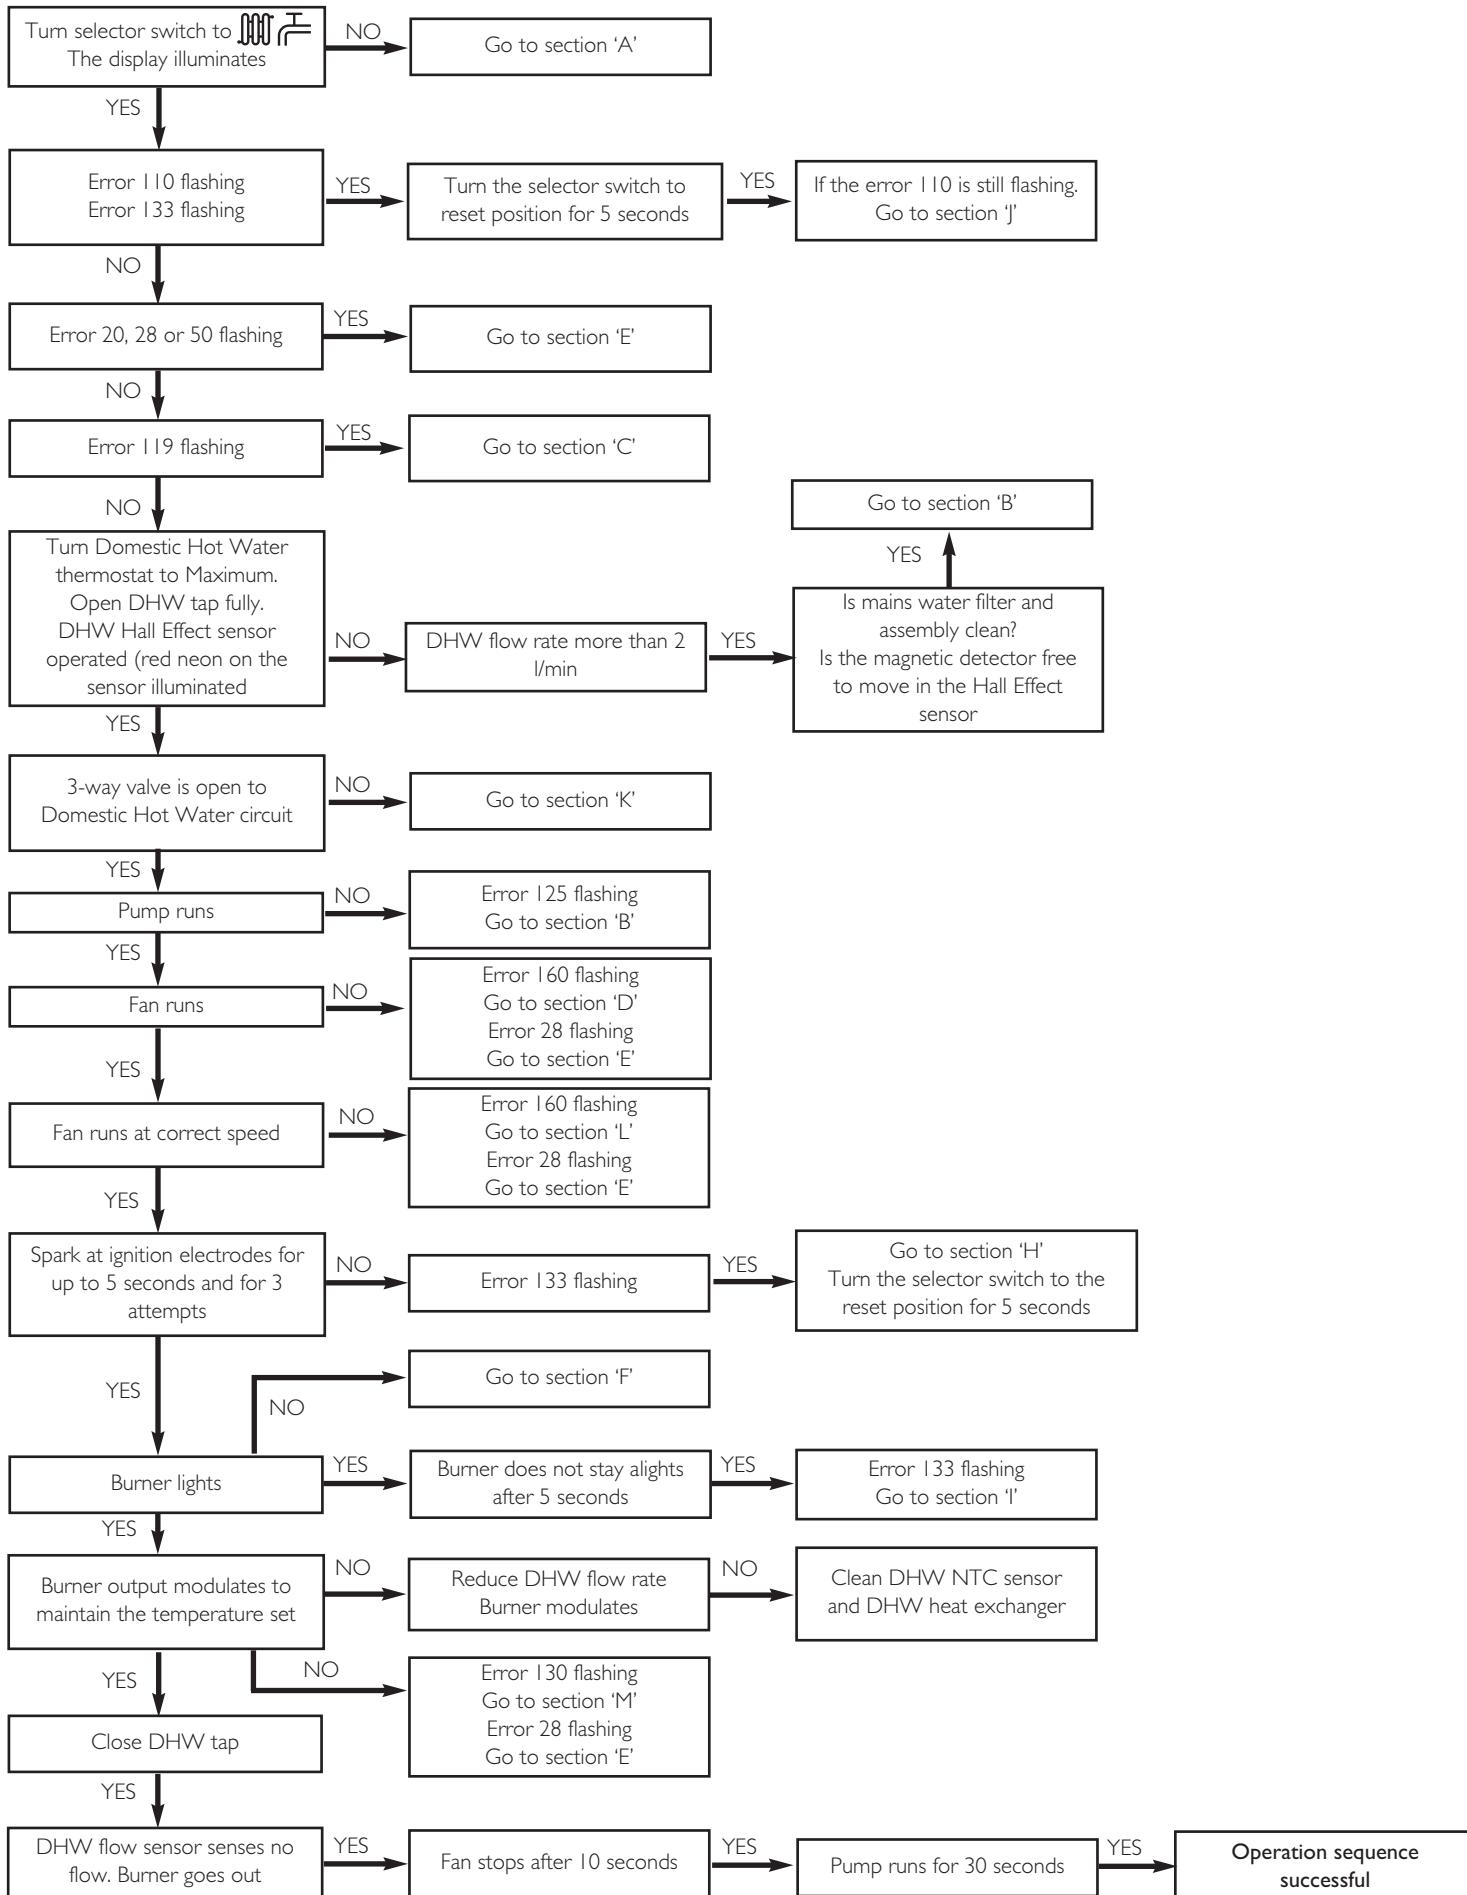 Turn selector switch to
The display illuminates
NO
Go to section ‘A’
YES
Error 110 flashing
Error 133 flashing
YES
Turn the selector switch to
reset position for 5 seconds
YES
If the error 110 is still flashing.
Go to section ‘J’
NO
Error 20, 28 or 50 flashing
YES
Go to section ‘E’
NO
Error 119 flashing
YES
Go to section ‘C’
NO
Turn Domestic Hot Water
thermostat to Maximum.
Open DHW tap fully.
DHW Hall Effect sensor
operated (red neon on the
sensor illuminated
NO
DHW flow rate more than 2
l/min
YES
Is mains water filter and
assembly clean?
Is the magnetic detector free
to move in the Hall Effect
sensor
YES
Go to section ‘B’
YES
3-way valve is open to
Domestic Hot Water circuit
NO
Go to section ‘K’
YES
Pump runs
NO
Error 125 flashing
Go to section ‘B’
YES
Fan runs
NO
Error 160 flashing
Go to section ‘D’
Error 28 flashing
Go to section ‘E’
YES
Fan runs at correct speed
NO
Error 160 flashing
Go to section ‘L’
Error 28 flashing
Go to section ‘E’
YES
Spark at ignition electrodes for
up to 5 seconds and for 3
attempts
NO
Error 133 flashing
YES
Go to section ‘H’
Turn the selector switch to the
reset position for 5 seconds
YES
NO
Go to section ‘F’
Burner lights
YES
Burner does not stay alights
after 5 seconds
YES
Error 133 flashing
Go to section ‘I’
YES
Burner output modulates to
maintain the temperature set
NO
Reduce DHW flow rate
Burner modulates
NO
Clean DHW NTC sensor
and DHW heat exchanger
YES
NO
Error 130 flashing
Go to section ‘M’
Error 28 flashing
Go to section ‘E’
Close DHW tap
YES
DHW flow sensor senses no
flow. Burner goes out
YES
Fan stops after 10 seconds
YES
Pump runs for 30 seconds
YES
Operation sequence
successful